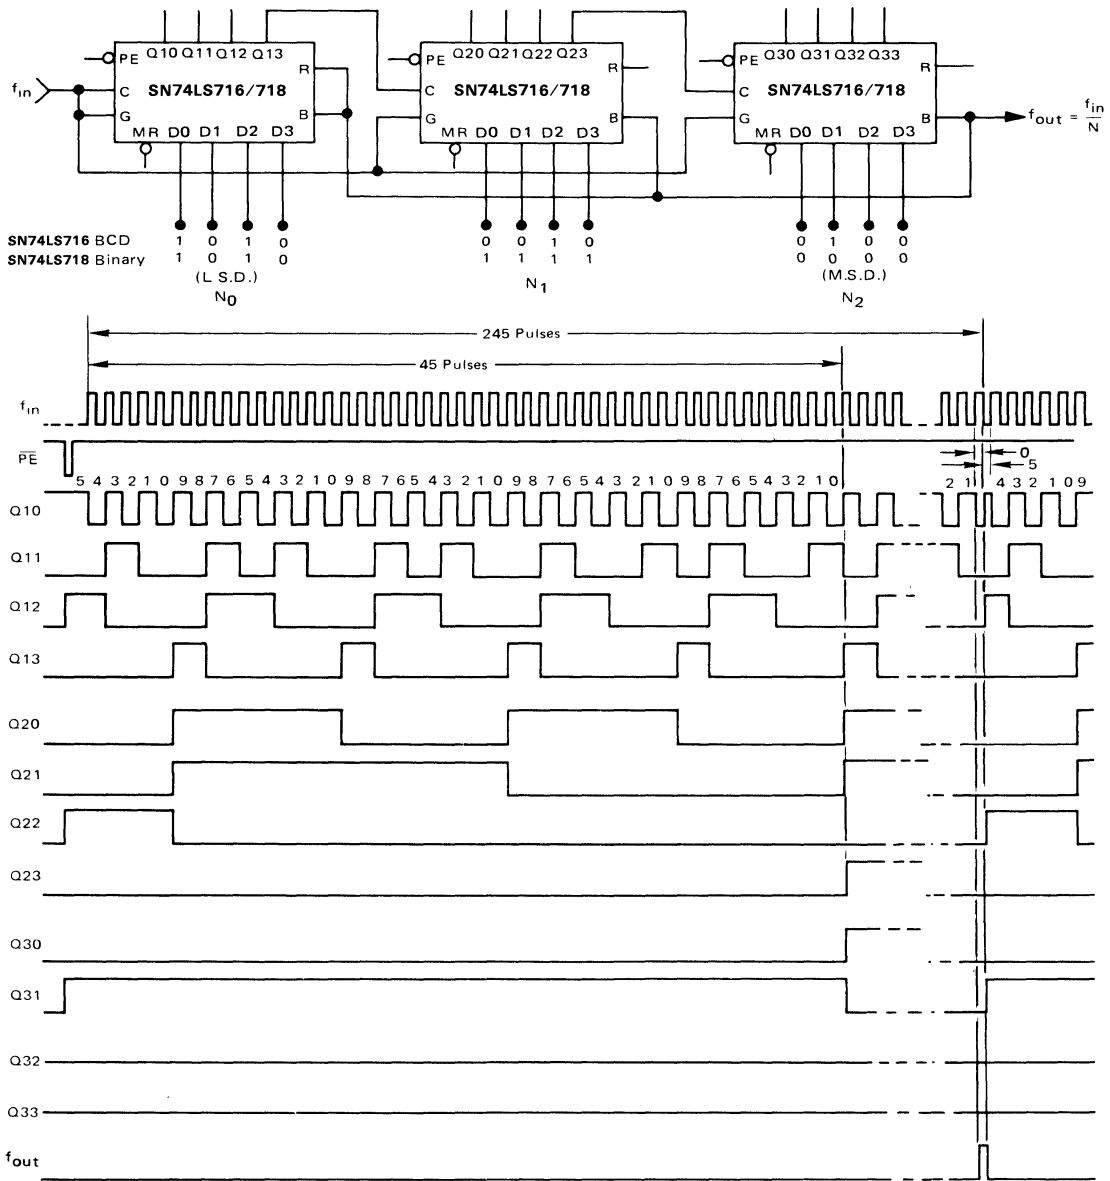 Q10 Q11 Q12 Q13
PE
R
fin
C
SN74LS716/718
G
B
MR D0 D1 D2 D3
Q20 Q21 Q22 Q23
PE
R
C
SN74LS716/718
G
B
MR D0 D1 D2 D3
Q30 Q31 Q32 Q33
PE
R
C
SN74LS716/718
G
B
MR D0 D1 D2 D3
fout = fin/N
SN74LS716 BCD 1 0 1 0 0 0 1 0 0 1 0 0
SN74LS718 Binary 1 0 1 0 1 1 1 1 0 0 0 0
(L S.D.)
N0
N1
(M.S.D.)
N2
245 Pulses
45 Pulses
fin
PE
0
5
5 4 3 2 1 0 9 8 7 6 5 4 3 2 1 0 9 8 7 6 5 4 3 2 1 0 9 8 7 6 5 4 3 2 1 0 9 8 7 6 5 4 3 2 1 0 2 1 4 3 2 1 0 9
Q10
Q11
Q12
Q13
Q20
Q21
Q22
Q23
Q30
Q31
Q32
Q33
fout